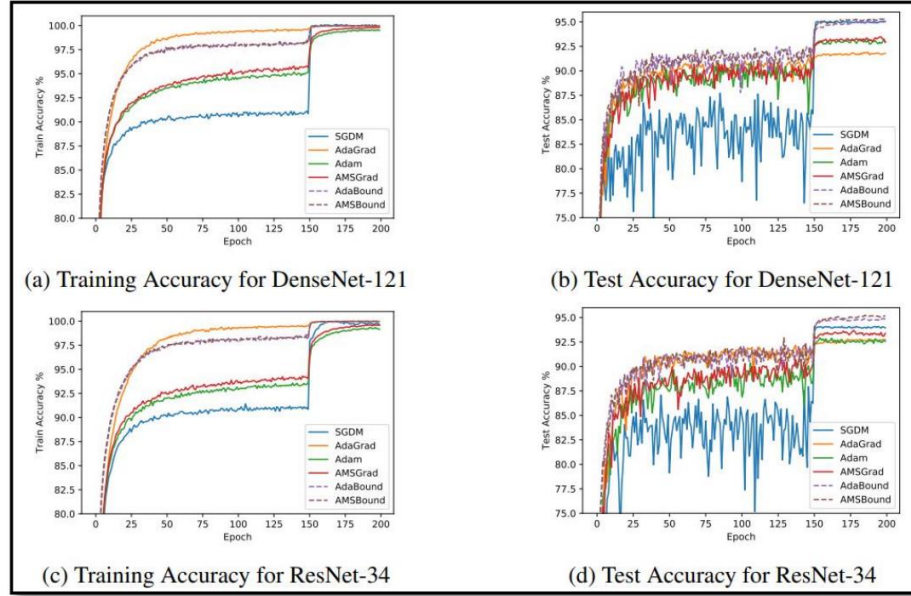 100.0
97.5
95.0
92.5
90.0
87.5
85.0
82.5
80.0
Train Accuracy %
SGDM
AdaGrad
Adam
AMSGrad
AdaBound
AMSBound
0 25 50 75 100 125 150 175 200
Epoch
(a) Training Accuracy for DenseNet-121
95.0
92.5
90.0
87.5
85.0
82.5
80.0
77.5
75.0
Test Accuracy %
SGDM
AdaGrad
Adam
AMSGrad
AdaBound
AMSBound
0 25 50 75 100 125 150 175 200
Epoch
(b) Test Accuracy for DenseNet-121
100.0
97.5
95.0
92.5
90.0
87.5
85.0
82.5
80.0
Train Accuracy %
SGDM
AdaGrad
Adam
AMSGrad
AdaBound
AMSBound
0 25 50 75 100 125 150 175 200
Epoch
(c) Training Accuracy for ResNet-34
95.0
92.5
90.0
87.5
85.0
82.5
80.0
77.5
75.0
Test Accuracy %
SGDM
AdaGrad
Adam
AMSGrad
AdaBound
AMSBound
0 25 50 75 100 125 150 175 200
Epoch
(d) Test Accuracy for ResNet-34